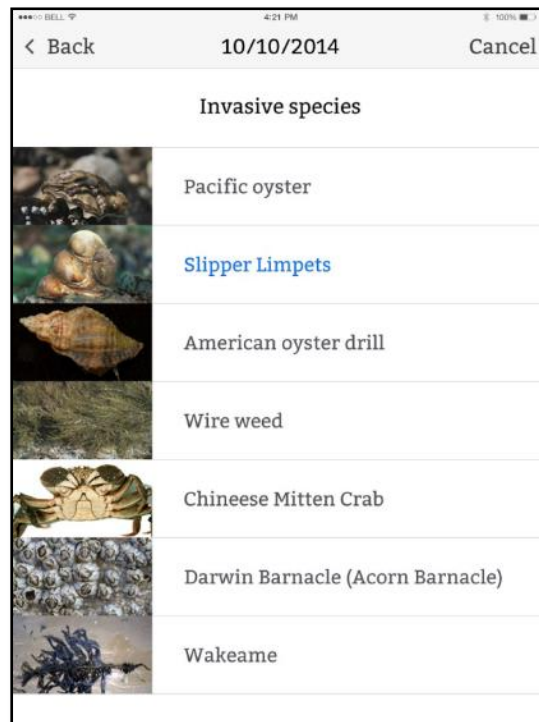 BELL 4:21 PM 100%
< Back 10/10/2014 Cancel
Invasive species
Pacific oyster
Slipper Limpets
American oyster drill
Wire weed
Chineese Mitten Crab
Darwin Barnacle (Acorn Barnacle)
Wakeame